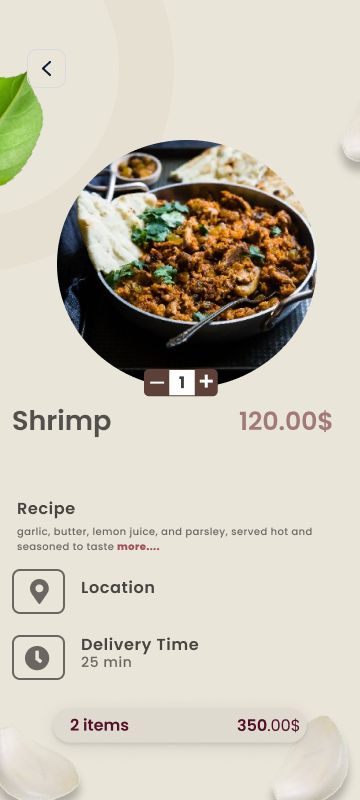 − 1 +
Shrimp 120.00$
Recipe
garlic, butter, lemon juice, and parsley, served hot and
seasoned to taste more....
Location
Delivery Time
25 min
2 items 350.00$